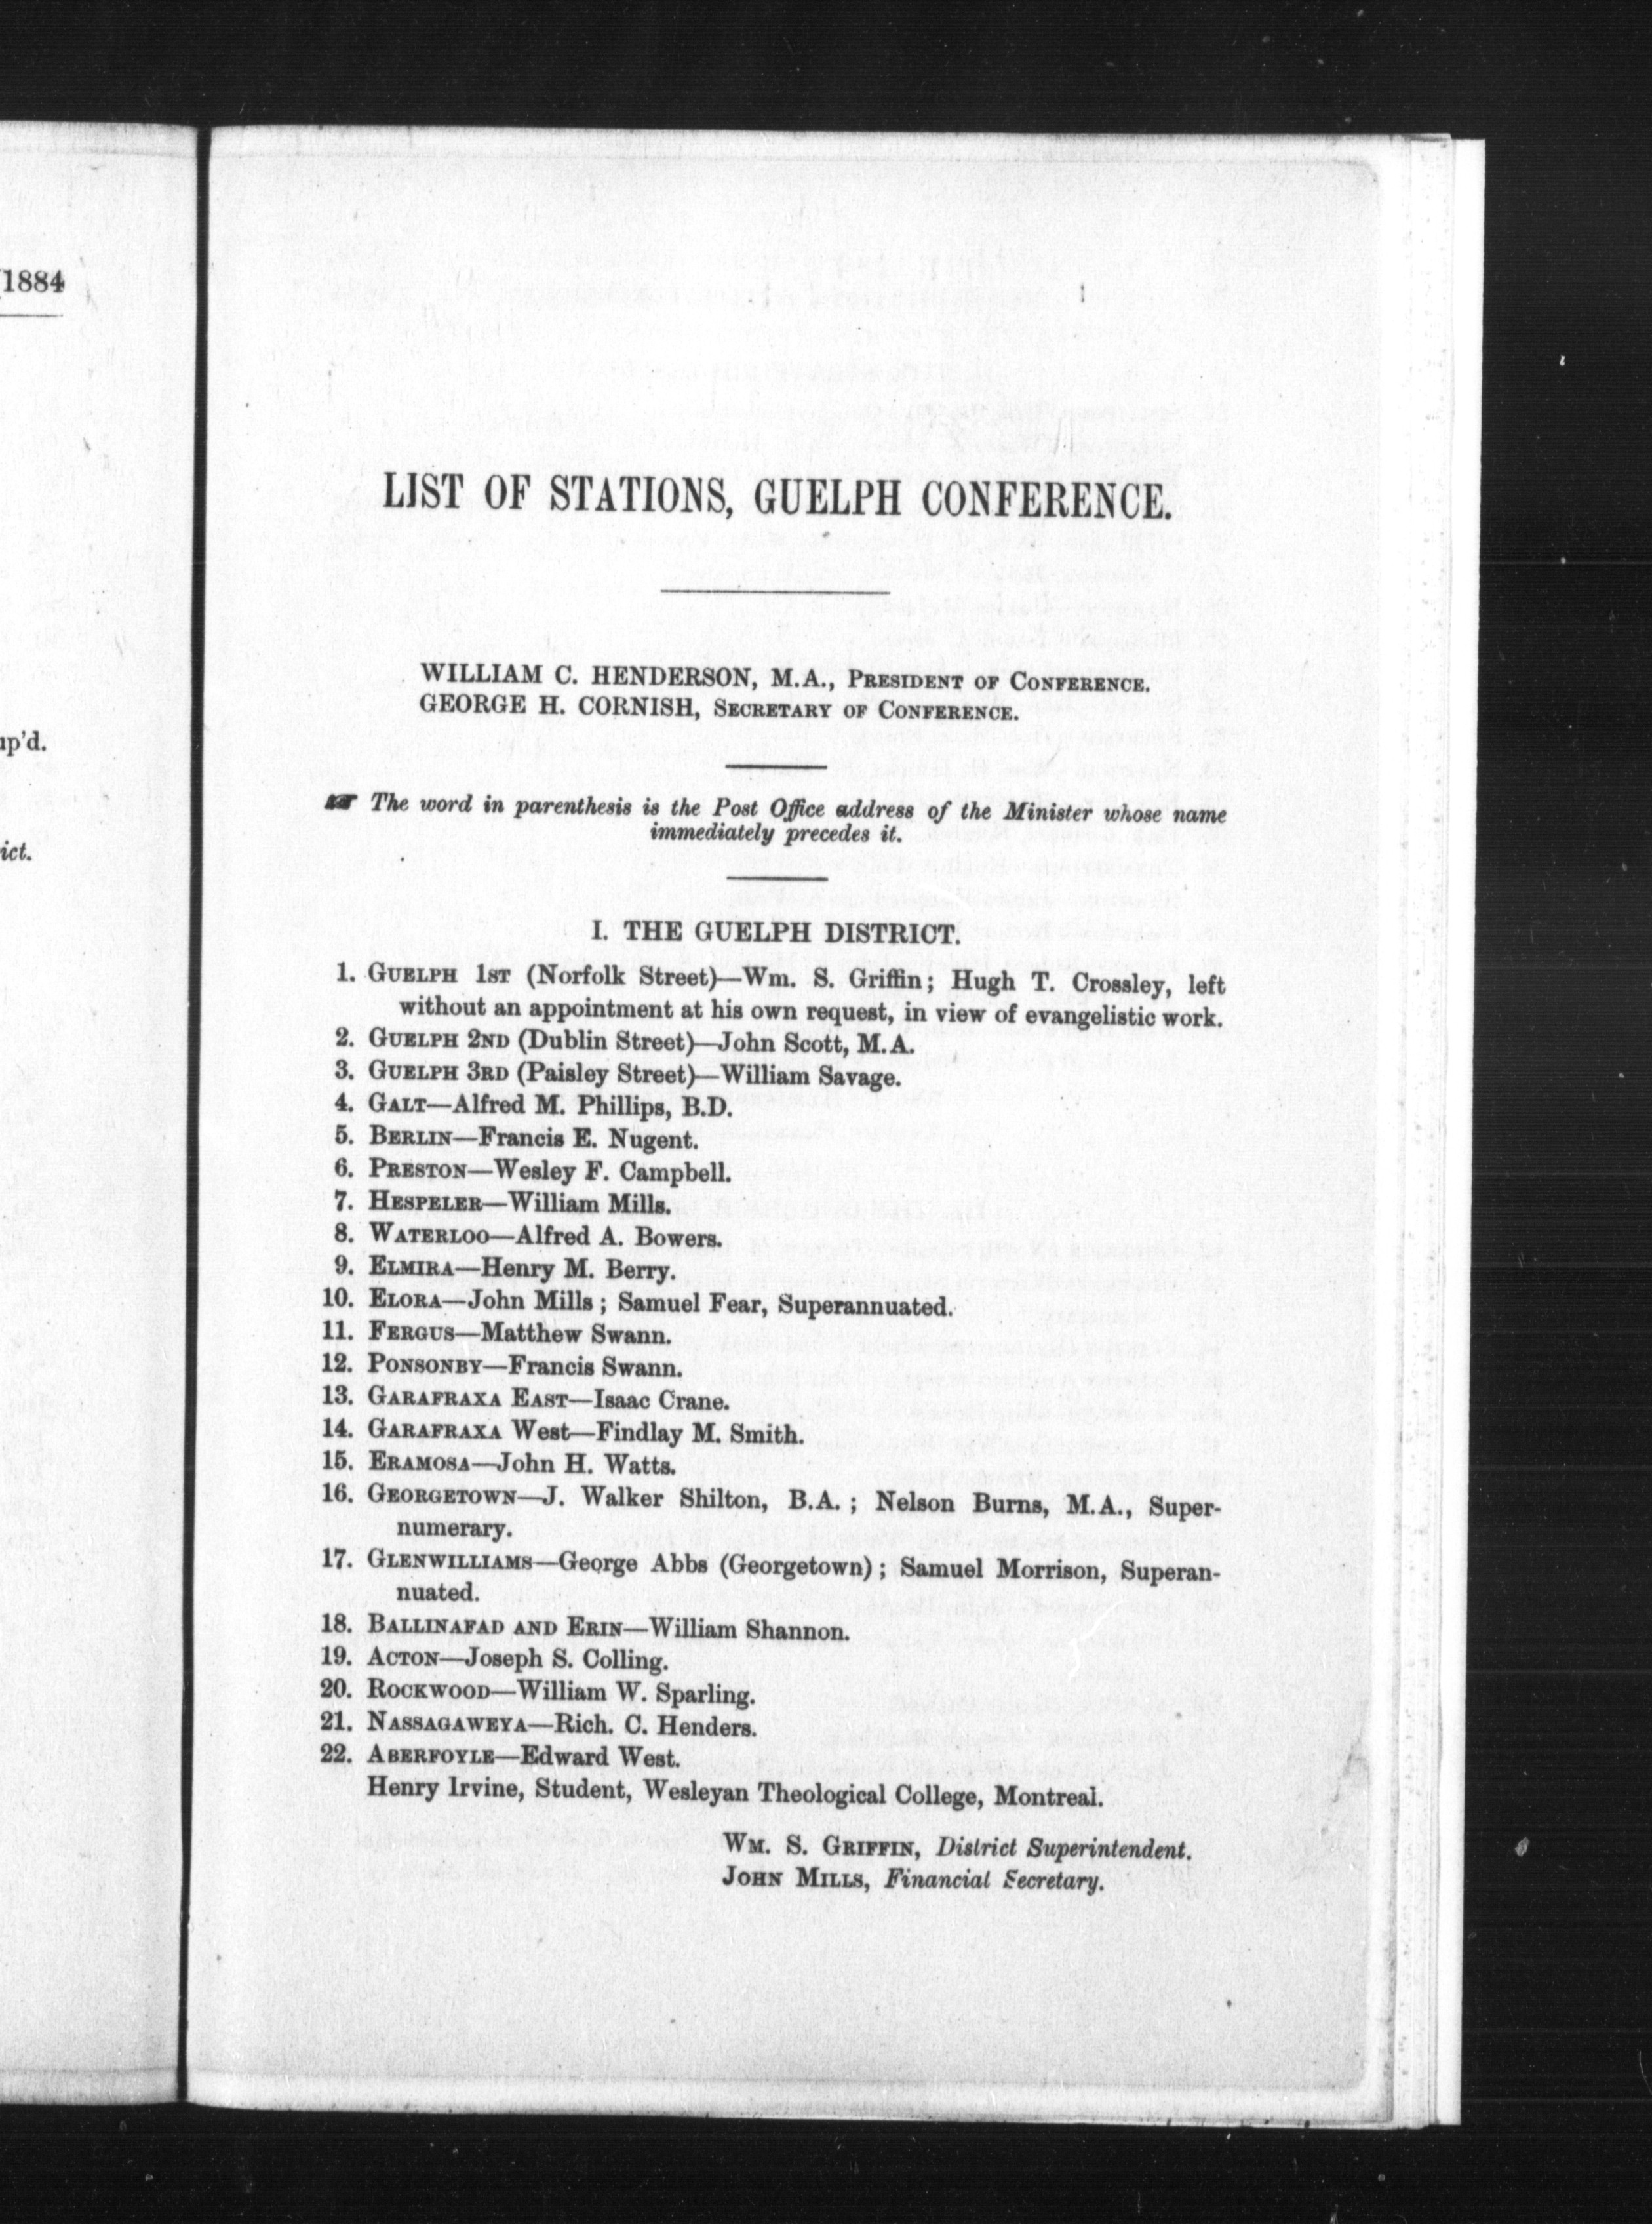 1884
up'd.
ict.
LIST OF STATIONS, GUELPH CONFERENCE.
WILLIAM C. HENDERSON, M.A., PRESIDENT OF CONFERENCE.
GEORGE H. CORNISH, SECRETARY OF CONFERENCE.
☛ The word in parenthesis is the Post Office address of the Minister whose name
immediately precedes it.
I. THE GUELPH DISTRICT.
1. GUELPH 1ST (Norfolk Street)—Wm. S. Griffin; Hugh T. Crossley, left
without an appointment at his own request, in view of evangelistic work.
2. GUELPH 2ND (Dublin Street)—John Scott, M.A.
3. GUELPH 3RD (Paisley Street)—William Savage.
4. GALT—Alfred M. Phillips, B.D.
5. BERLIN—Francis E. Nugent.
6. PRESTON—Wesley F. Campbell.
7. HESPELER—William Mills.
8. WATERLOO—Alfred A. Bowers.
9. ELMIRA—Henry M. Berry.
10. ELORA—John Mills; Samuel Fear, Superannuated.
11. FERGUS—Matthew Swann.
12. PONSONBY—Francis Swann.
13. GARAFRAXA EAST—Isaac Crane.
14. GARAFRAXA West—Findlay M. Smith.
15. ERAMOSA—John H. Watts.
16. GEORGETOWN—J. Walker Shilton, B.A.; Nelson Burns, M.A., Super-
numerary.
17. GLENWILLIAMS—George Abbs (Georgetown); Samuel Morrison, Superan-
nuated.
18. BALLINAFAD AND ERIN—William Shannon.
19. ACTON—Joseph S. Colling.
20. ROCKWOOD—William W. Sparling.
21. NASSAGAWEYA—Rich. C. Henders.
22. ABERFOYLE—Edward West.
Henry Irvine, Student, Wesleyan Theological College, Montreal.
WM. S. GRIFFIN, District Superintendent.
JOHN MILLS, Financial Secretary.